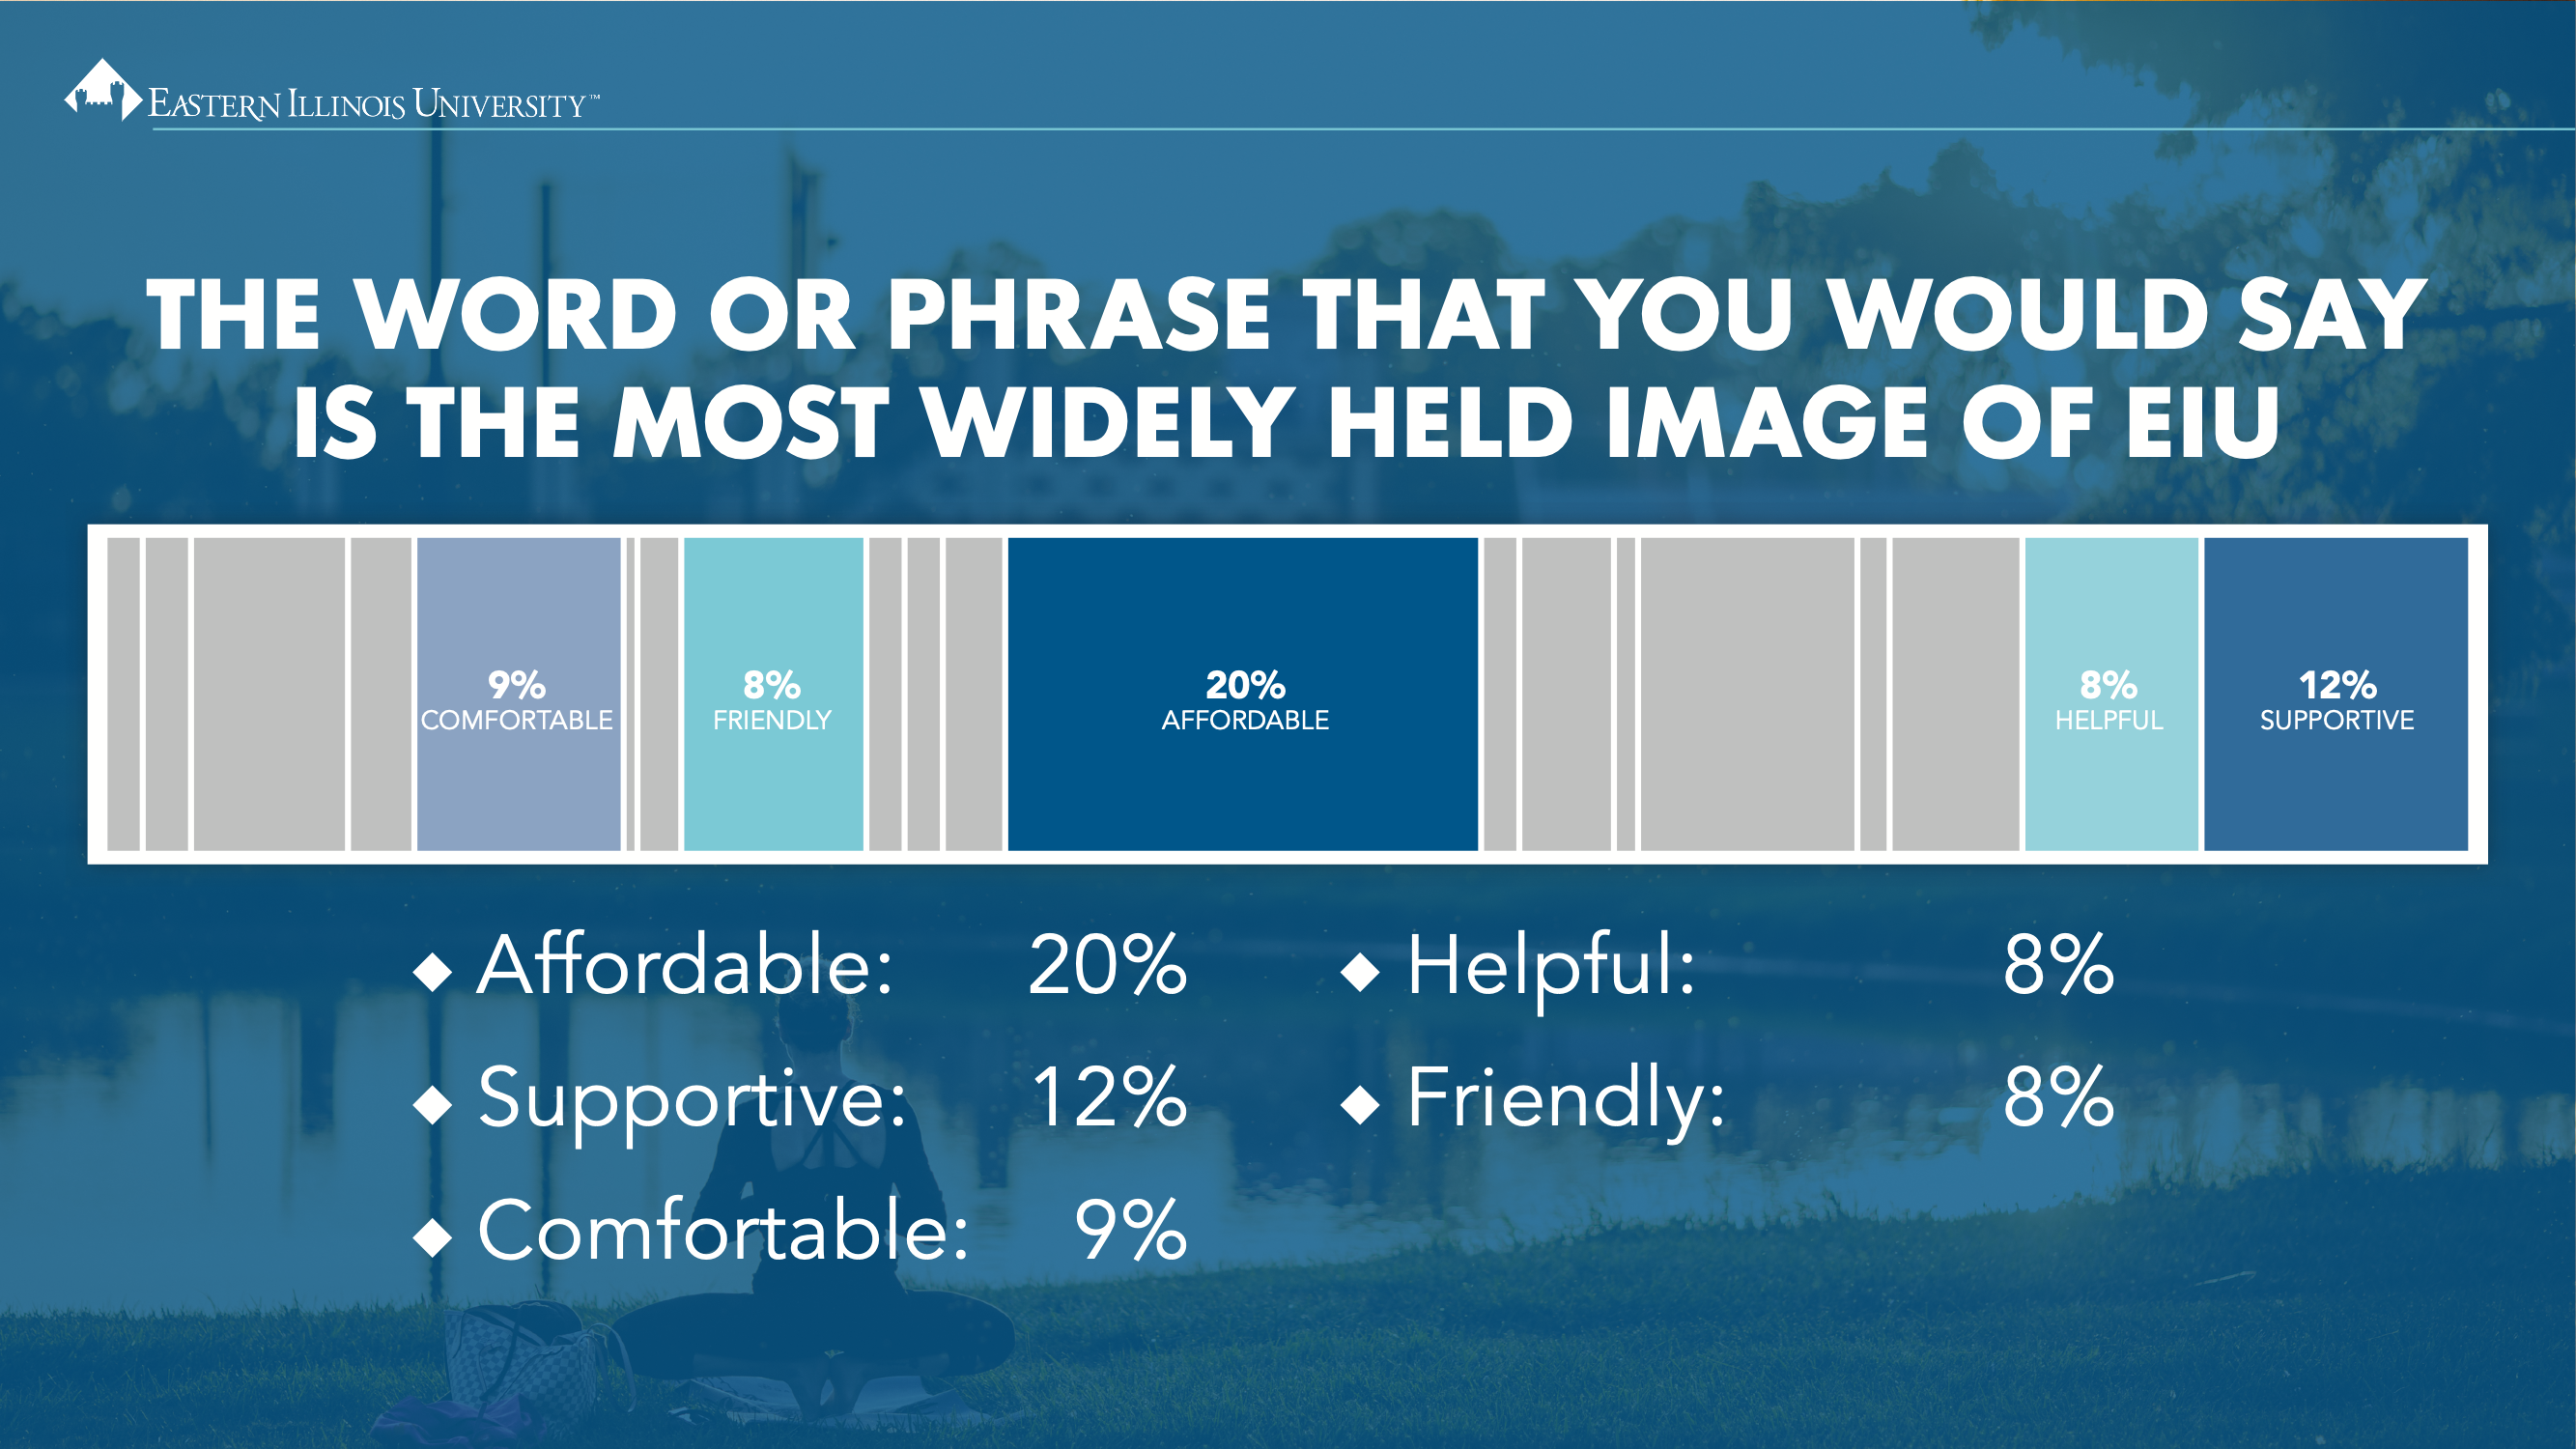 EASTERN ILLINOIS UNIVERSITY™
THE WORD OR PHRASE THAT YOU WOULD SAY
IS THE MOST WIDELY HELD IMAGE OF EIU
9%
COMFORTABLE
8%
FRIENDLY
20%
AFFORDABLE
8%
HELPFUL
12%
SUPPORTIVE
◆ Affordable: 20%
◆ Supportive: 12%
◆ Comfortable: 9%
◆ Helpful: 8%
◆ Friendly: 8%